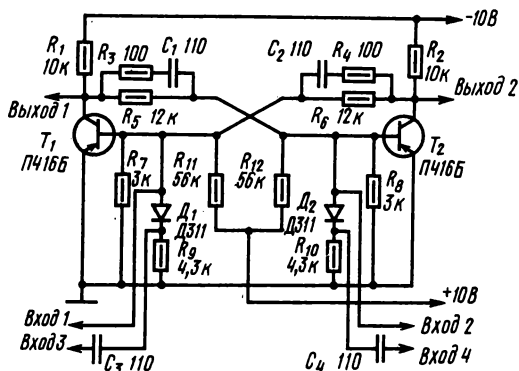 -10В
R1
10к
R3
100
C1 110
C2 110
R4 100
R2
10к
Выход 1
R5 12к
R6 12к
Выход 2
T1
П416Б
R7
3к
R11
56к
R12
56к
R8
3к
T2
П416Б
Д1
Д311
Д2
Д311
R9
4,3к
R10
4,3к
+10В
Вход 1
Вход 2
Вход 3
C3 110
C4 110
Вход 4